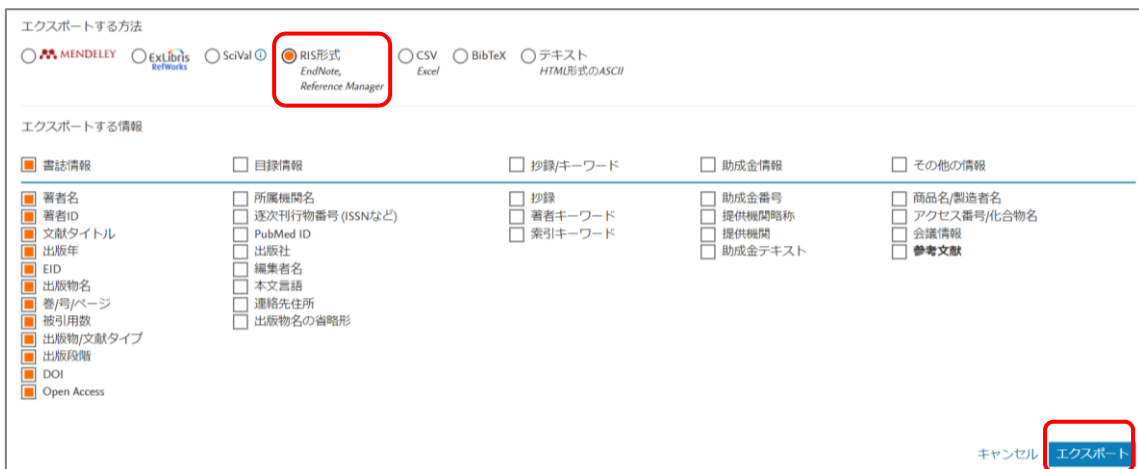 エクスポートする方法
MENDELEY
ExLibris
RefWorks
SciVal
RIS形式
EndNote,
Reference Manager
CSV
Excel
BibTeX
テキスト
HTML形式のASCII
エクスポートする情報
書誌情報
目録情報
抄録/キーワード
助成金情報
その他の情報
著者名
著者ID
文献タイトル
出版年
EID
出版物名
巻/号/ページ
被引用数
出版物/文献タイプ
出版段階
DOI
Open Access
所属機関名
逐次刊行物番号 (ISSNなど)
PubMed ID
出版社
編集者名
本文言語
連絡先住所
出版物名の省略形
抄録
著者キーワード
索引キーワード
助成金番号
提供機関略称
提供機関
助成金テキスト
商品名/製造者名
アクセス番号/化合物名
会議情報
参考文献
キャンセル
エクスポート